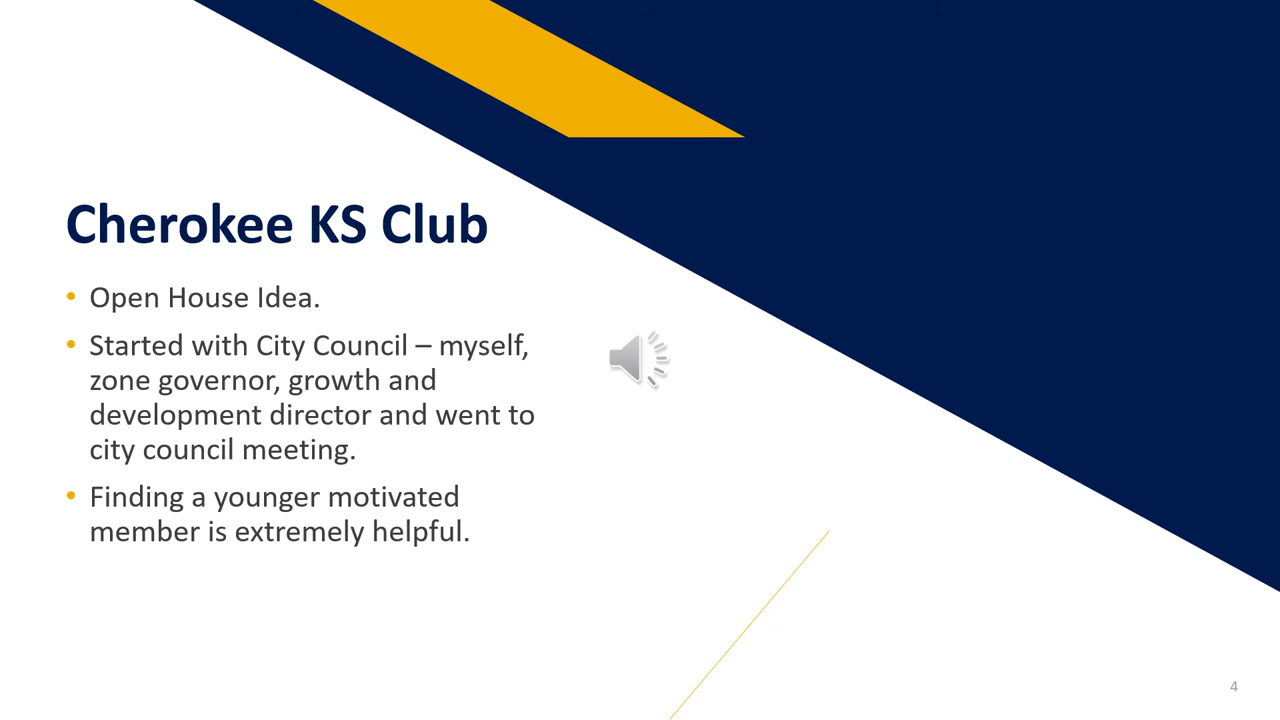 Cherokee KS Club
• Open House Idea.
• Started with City Council – myself,
zone governor, growth and
development director and went to
city council meeting.
• Finding a younger motivated
member is extremely helpful.
4